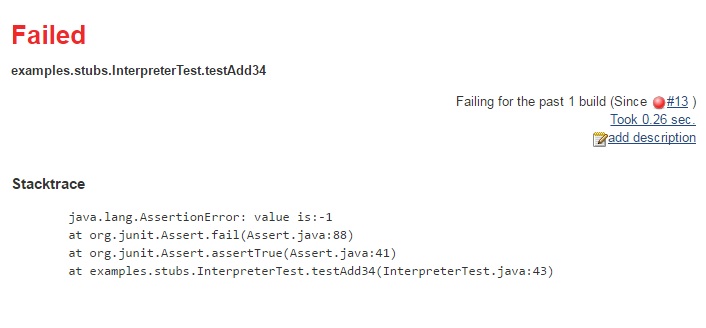 Failed
examples.stubs.InterpreterTest.testAdd34
Failing for the past 1 build (Since #13 )
Took 0.26 sec.
add description
Stacktrace
java.lang.AssertionError: value is:-1
at org.junit.Assert.fail(Assert.java:88)
at org.junit.Assert.assertTrue(Assert.java:41)
at examples.stubs.InterpreterTest.testAdd34(InterpreterTest.java:43)